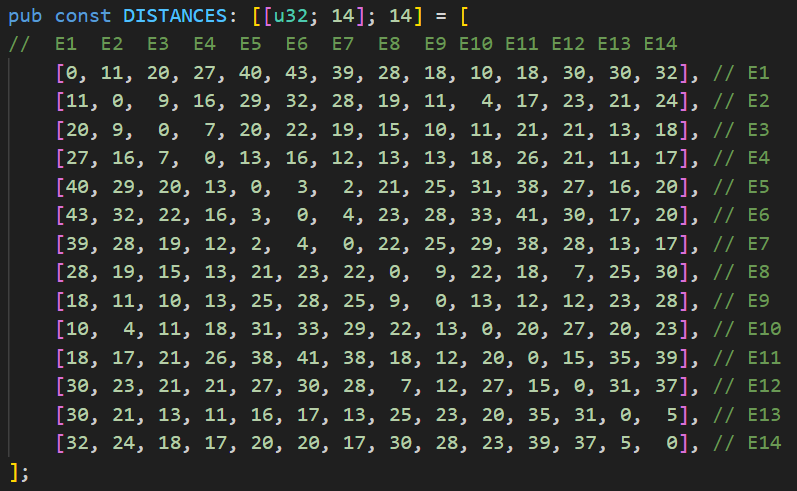 pub const DISTANCES: [[u32; 14]; 14] = [
//  E1  E2  E3  E4  E5  E6  E7  E8  E9 E10 E11 E12 E13 E14
    [0, 11, 20, 27, 40, 43, 39, 28, 18, 10, 18, 30, 30, 32], // E1
    [11, 0,  9, 16, 29, 32, 28, 19, 11,  4, 17, 23, 21, 24], // E2
    [20, 9,  0,  7, 20, 22, 19, 15, 10, 11, 21, 21, 13, 18], // E3
    [27, 16, 7,  0, 13, 16, 12, 13, 13, 18, 26, 21, 11, 17], // E4
    [40, 29, 20, 13, 0,  3,  2, 21, 25, 31, 38, 27, 16, 20], // E5
    [43, 32, 22, 16, 3,  0,  4, 23, 28, 33, 41, 30, 17, 20], // E6
    [39, 28, 19, 12, 2,  4,  0, 22, 25, 29, 38, 28, 13, 17], // E7
    [28, 19, 15, 13, 21, 23, 22, 0,  9, 22, 18,  7, 25, 30], // E8
    [18, 11, 10, 13, 25, 28, 25, 9,  0, 13, 12, 12, 23, 28], // E9
    [10,  4, 11, 18, 31, 33, 29, 22, 13, 0, 20, 27, 20, 23], // E10
    [18, 17, 21, 26, 38, 41, 38, 18, 12, 20, 0, 15, 35, 39], // E11
    [30, 23, 21, 21, 27, 30, 28,  7, 12, 27, 15, 0, 31, 37], // E12
    [30, 21, 13, 11, 16, 17, 13, 25, 23, 20, 35, 31, 0,  5], // E13
    [32, 24, 18, 17, 20, 20, 17, 30, 28, 23, 39, 37, 5,  0], // E14
];